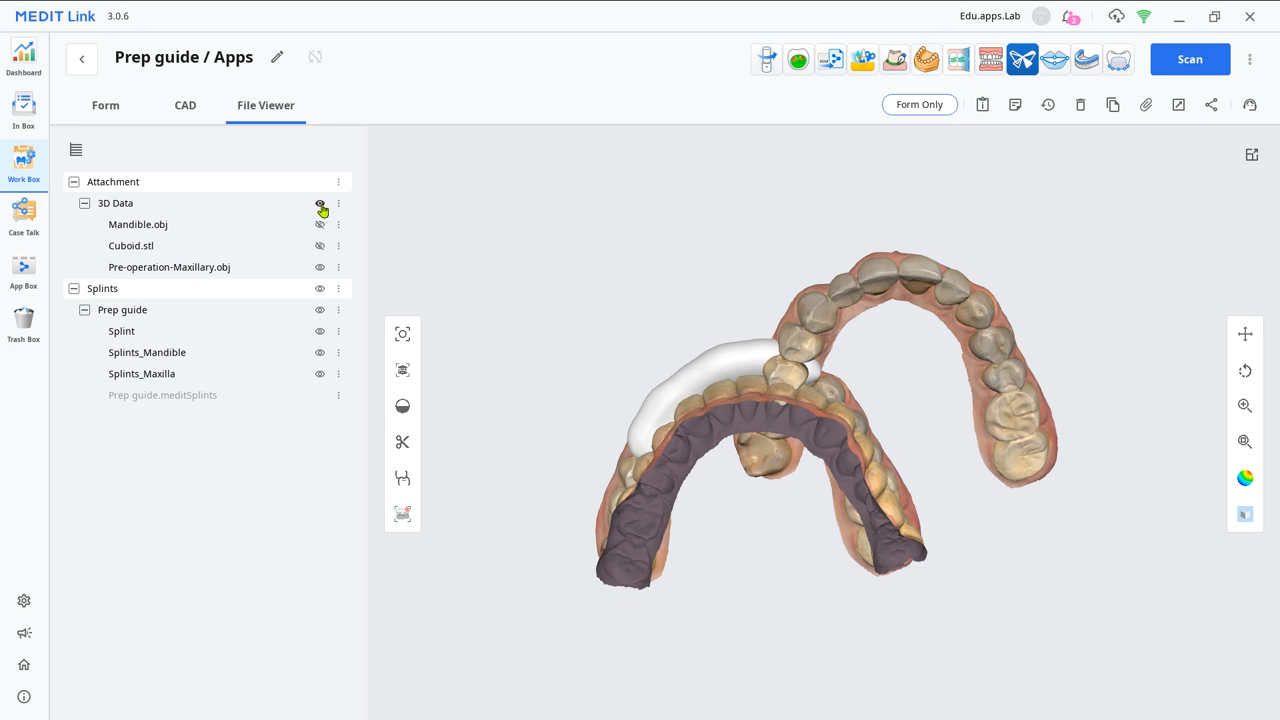 MEDIT Link 3.0.6
Edu.apps.Lab
2
Dashboard
Prep guide / Apps
Scan
In Box
Form
CAD
File Viewer
Form Only
Work Box
Attachment
3D Data
Mandible.obj
Case Talk
Cuboid.stl
Pre-operation-Maxillary.obj
App Box
Splints
Prep guide
Splint
Trash Box
Splints_Mandible
Splints_Maxilla
Prep guide.meditSplints